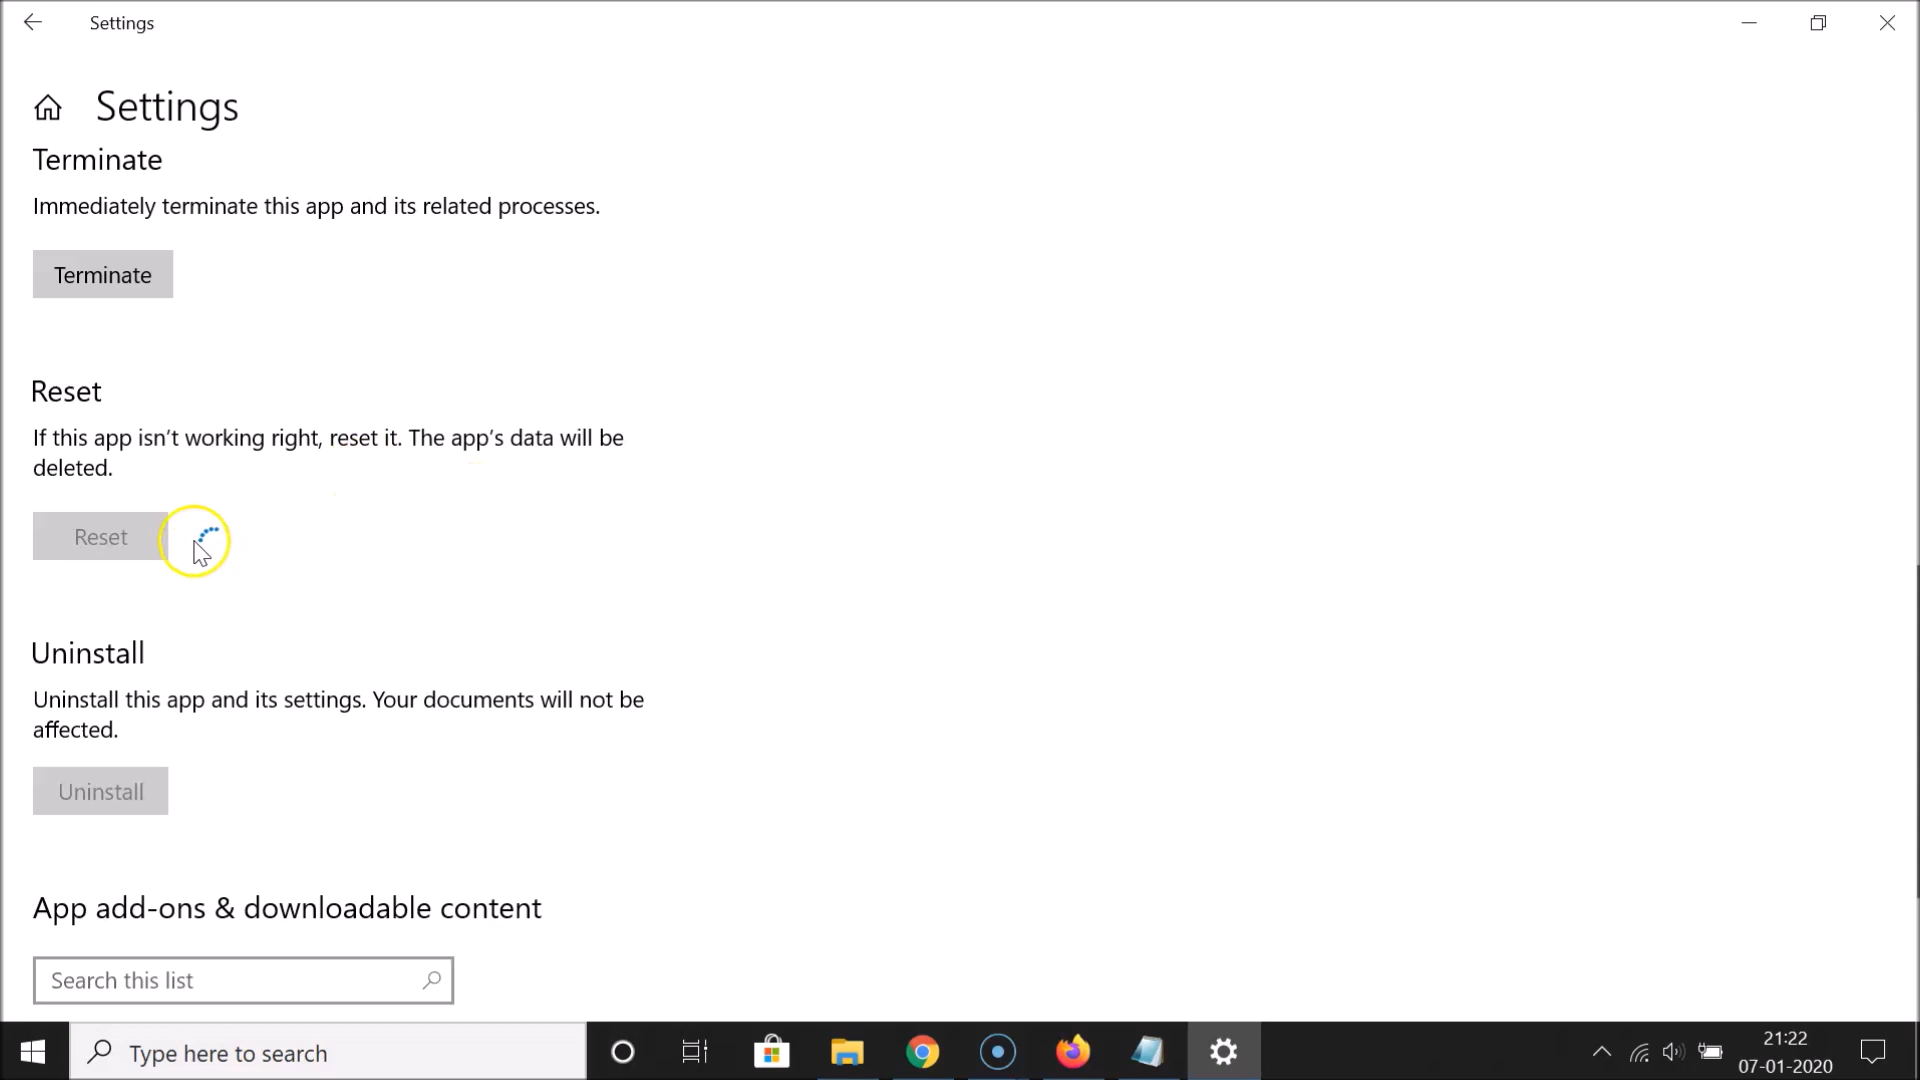 Settings
Settings
Terminate
Immediately terminate this app and its related processes.
Terminate
Reset
If this app isn’t working right, reset it. The app’s data will be
deleted.
Reset
Uninstall
Uninstall this app and its settings. Your documents will not be
affected.
Uninstall
App add-ons & downloadable content
Search this list
Type here to search
21:22
07-01-2020